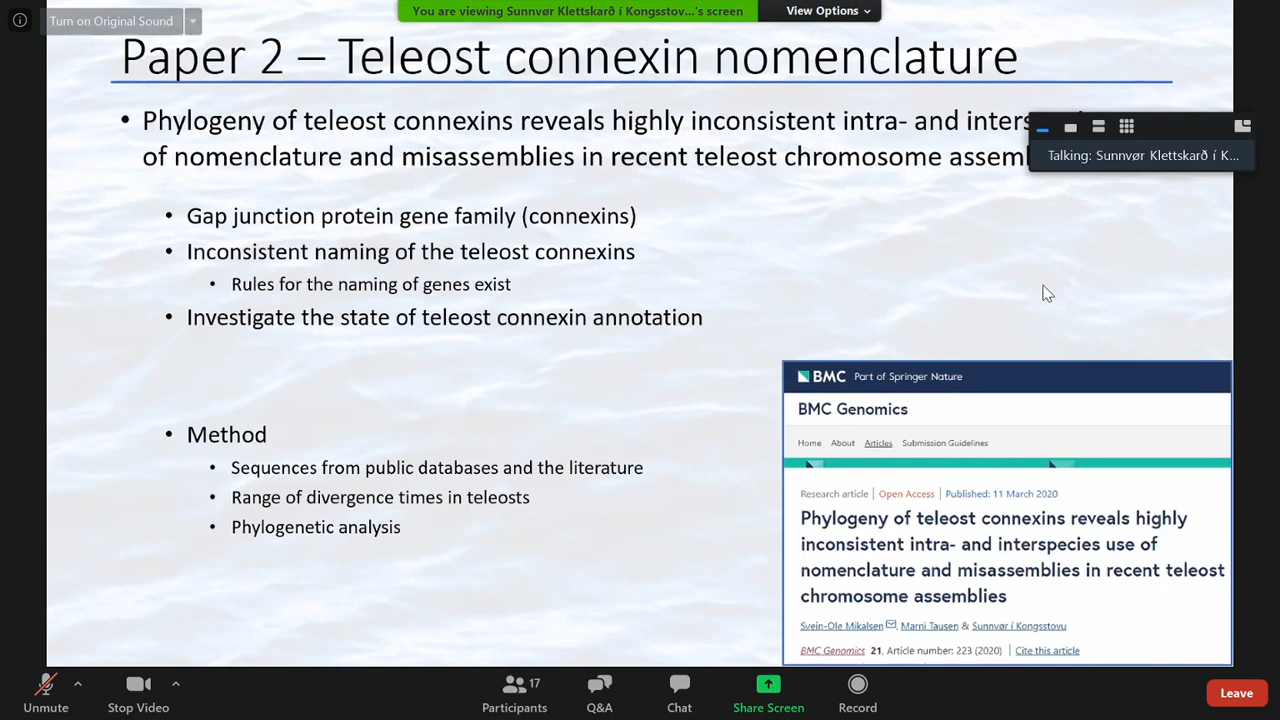 Turn on Original Sound
You are viewing Sunnvør Klettskarð í Kongsstov...'s screen
View Options
Paper 2 – Teleost connexin nomenclature
• Phylogeny of teleost connexins reveals highly inconsistent intra- and
of nomenclature and misassemblies in recent teleost chromosome
Talking: Sunnvør Klettskarð í K...
• Gap junction protein gene family (connexins)
• Inconsistent naming of the teleost connexins
• Rules for the naming of genes exist
• Investigate the state of teleost connexin annotation
• Method
• Sequences from public databases and the literature
• Range of divergence times in teleosts
• Phylogenetic analysis
BMC Part of Springer Nature
BMC Genomics
Home About Articles Submission Guidelines
Research article | Open Access | Published: 11 March 2020
Phylogeny of teleost connexins reveals highly
inconsistent intra- and interspecies use of
nomenclature and misassemblies in recent teleost
chromosome assemblies
Svein-Ole Mikalsen, Marni Tausen & Sunnvør í Kongsstovu
BMC Genomics 21, Article number: 223 (2020) | Cite this article
Unmute
Stop Video
17
Participants
Q&A
Chat
Share Screen
Record
Leave